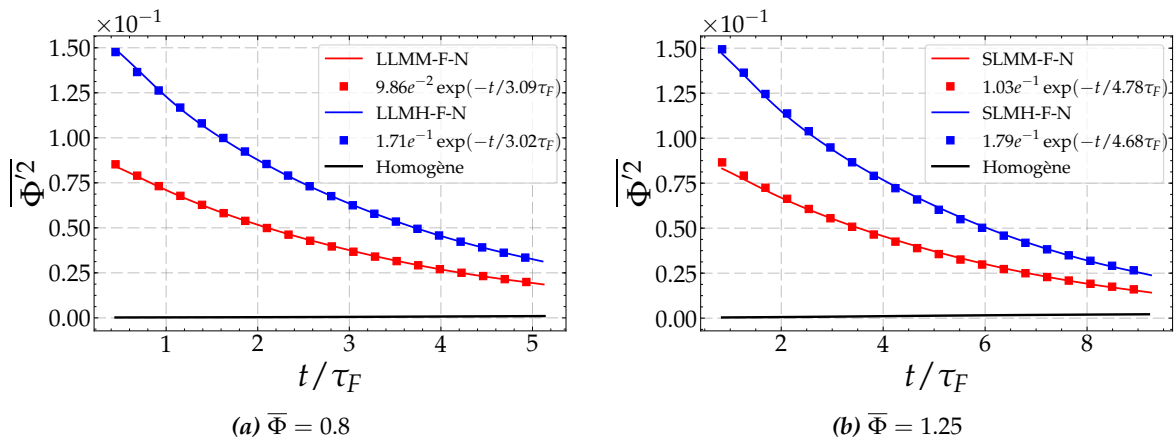 ×10⁻¹
1.50
1.25
1.00
0.75
0.50
0.25
0.00
$\overline{\Phi'^2}$
LLMM-F-N
9.86e⁻² exp(−t/3.09τ_F)
LLMH-F-N
1.71e⁻¹ exp(−t/3.02τ_F)
Homogène
1 2 3 4 5
t/τ_F
(a) $\overline{\Phi}$ = 0.8
×10⁻¹
1.50
1.25
1.00
0.75
0.50
0.25
0.00
$\overline{\Phi'^2}$
SLMM-F-N
1.03e⁻¹ exp(−t/4.78τ_F)
SLMH-F-N
1.79e⁻¹ exp(−t/4.68τ_F)
Homogène
2 4 6 8
t/τ_F
(b) $\overline{\Phi}$ = 1.25